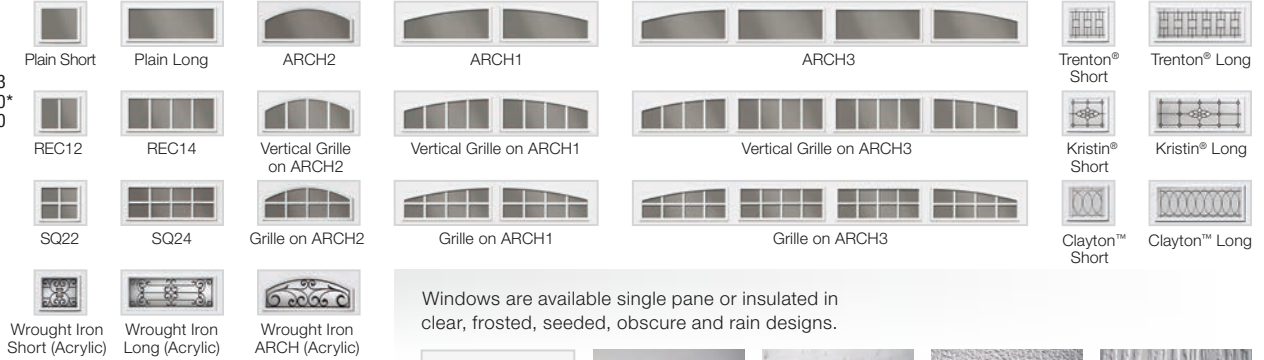 Plain Short
Plain Long
ARCH2
ARCH1
ARCH3
Trenton®
Short
Trenton® Long
3
0*
0
REC12
REC14
Vertical Grille
on ARCH2
Vertical Grille on ARCH1
Vertical Grille on ARCH3
Kristin®
Short
Kristin® Long
SQ22
SQ24
Grille on ARCH2
Grille on ARCH1
Grille on ARCH3
Clayton™
Short
Clayton™ Long
Wrought Iron
Short (Acrylic)
Wrought Iron
Long (Acrylic)
Wrought Iron
ARCH (Acrylic)
Windows are available single pane or insulated in
clear, frosted, seeded, obscure and rain designs.